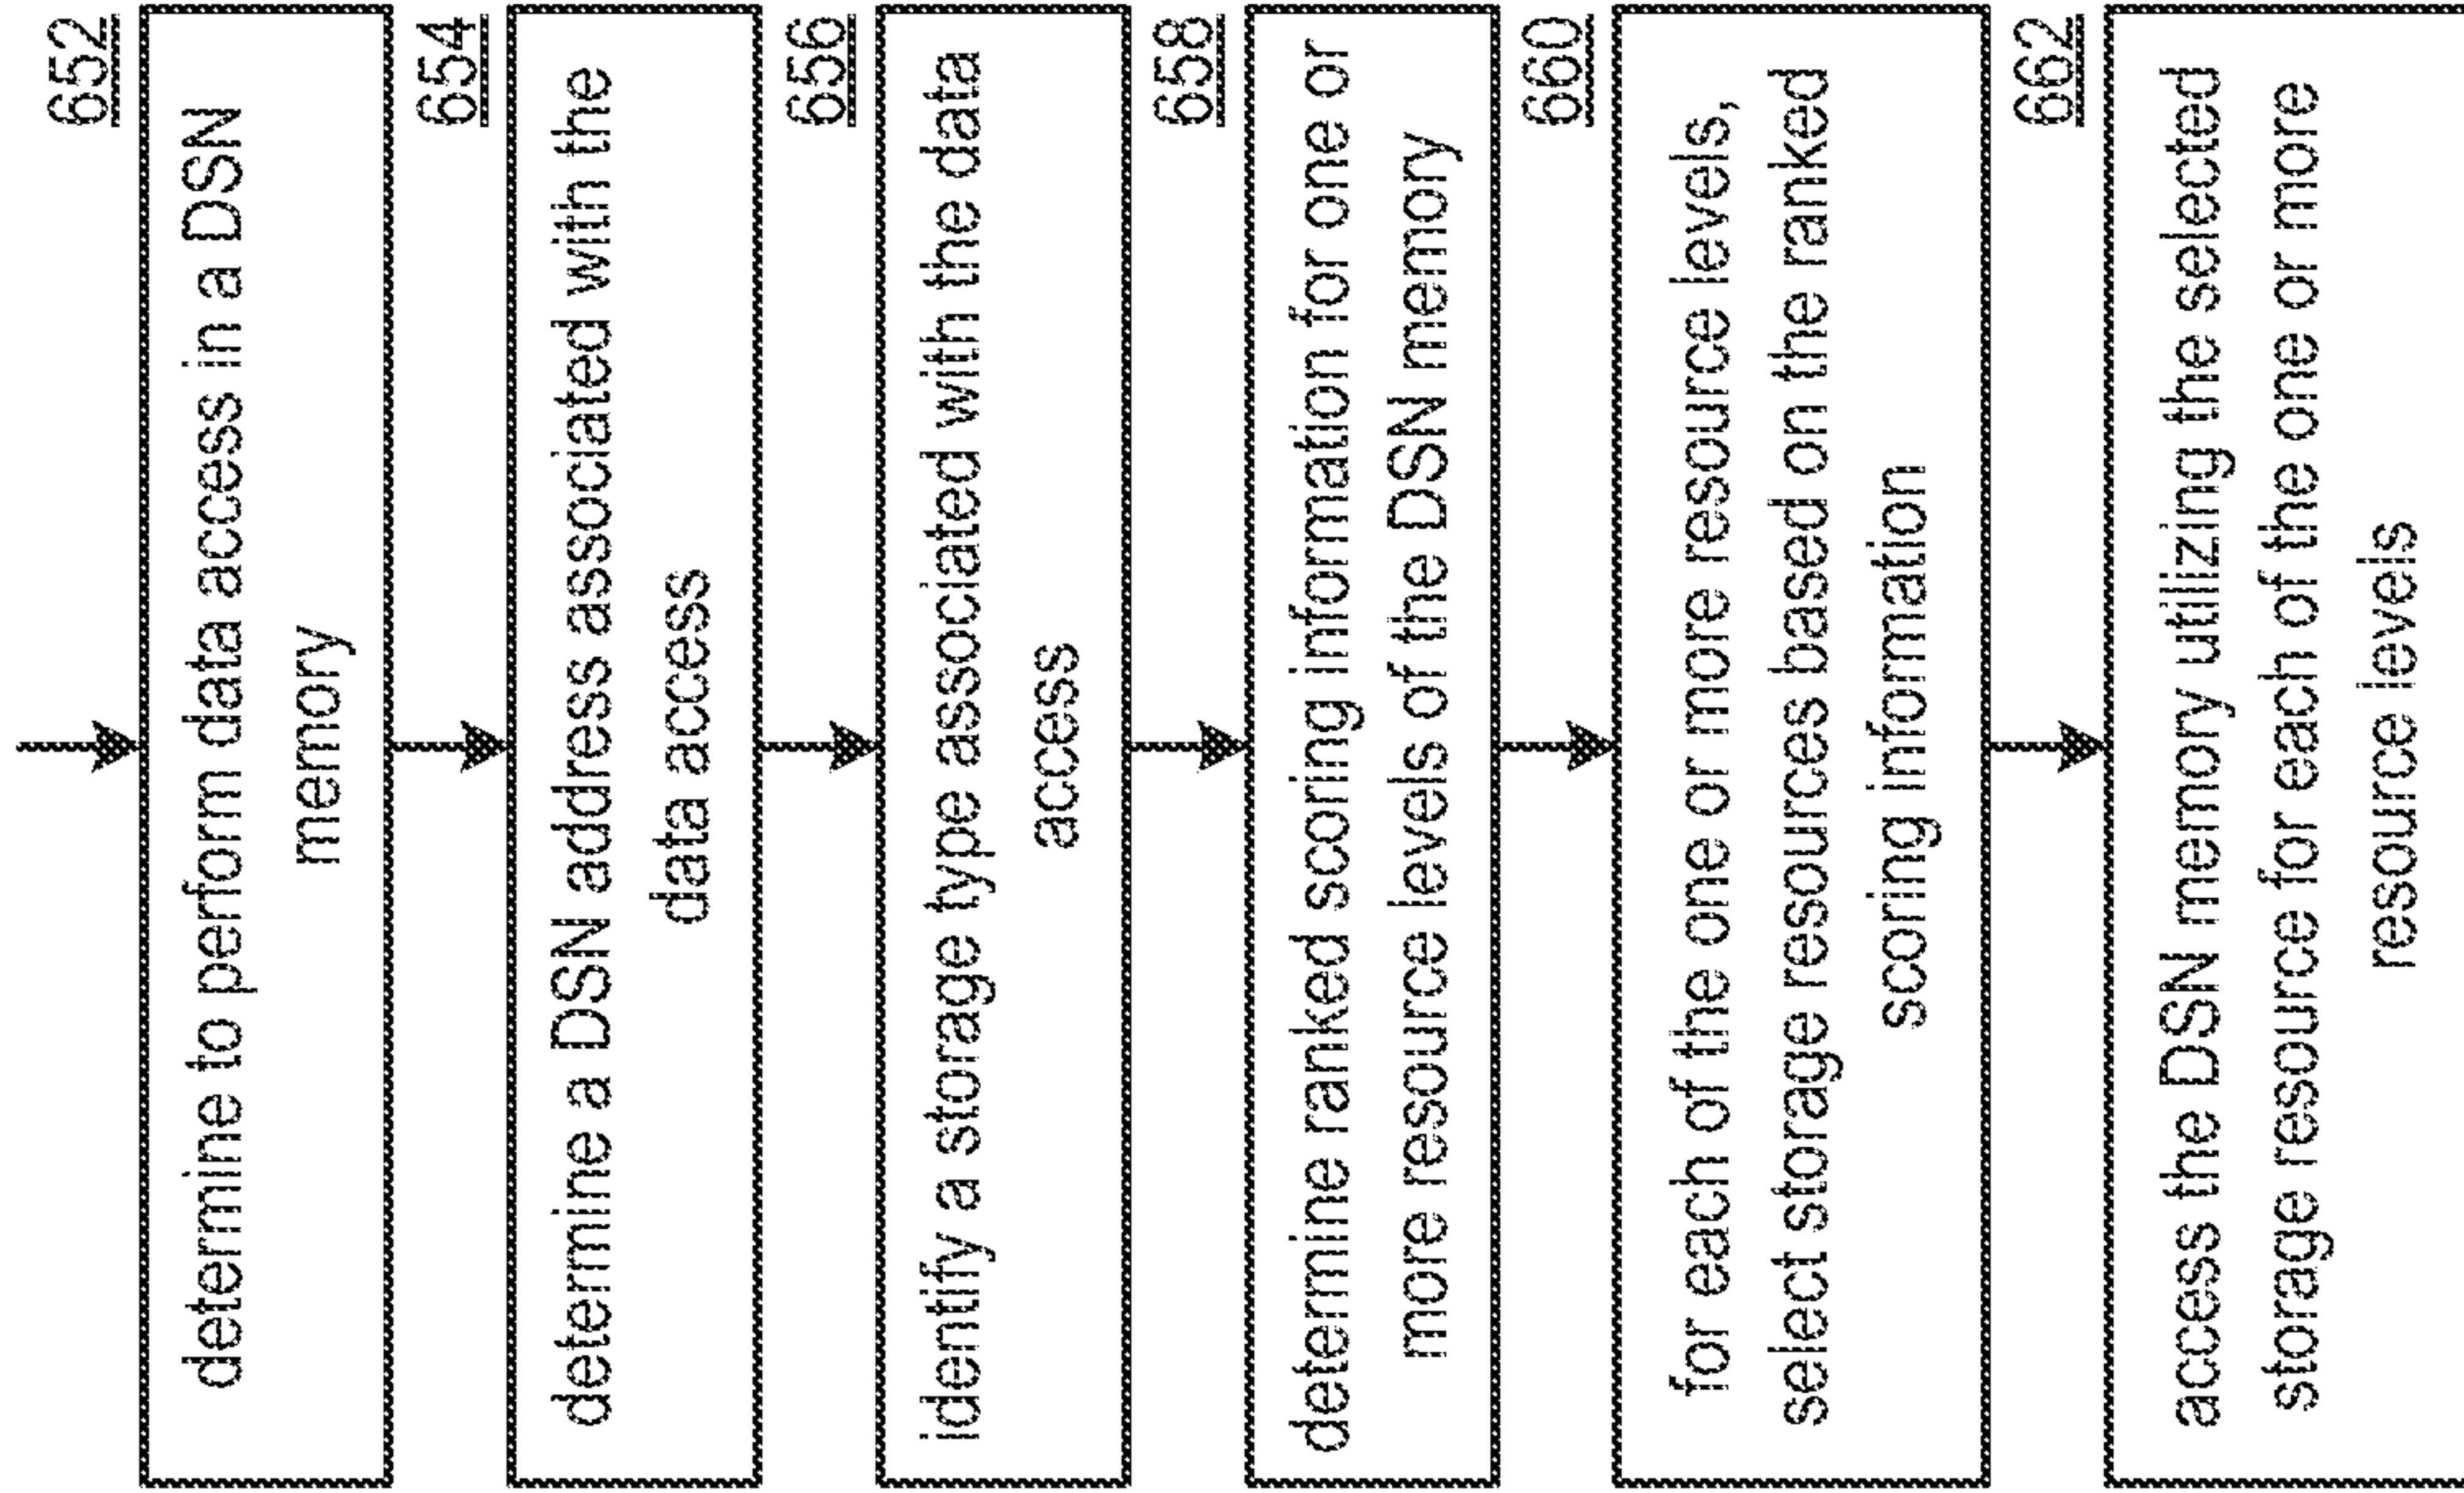 652
determine to perform data access in a DSN
memory
654
determine a DSN address associated with the
data access
656
identify a storage type associated with the data
access
658
determine ranked scoring information for one or
more resource levels of the DSN memory
660
for each of the one or more resource levels,
select storage resources based on the ranked
scoring information
662
access the DSN memory utilizing the selected
storage resource for each of the one or more
resource levels